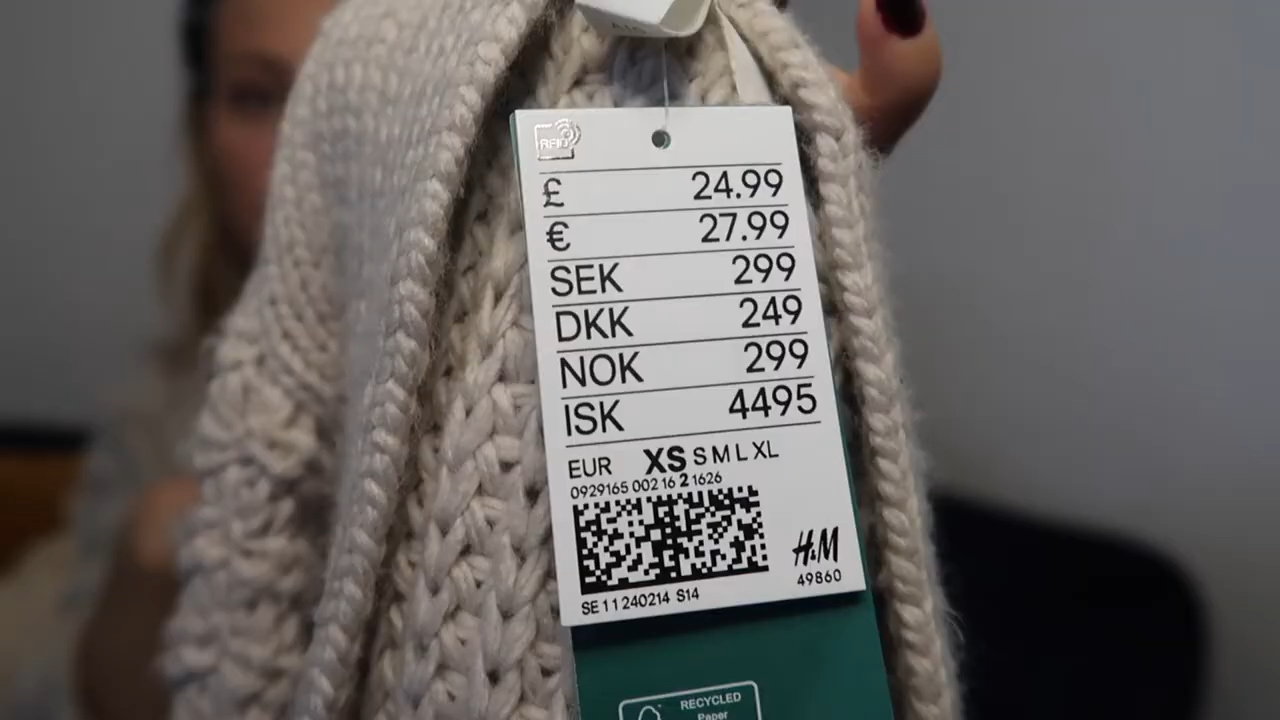 RFID
£ 24.99
€ 27.99
SEK 299
DKK 249
NOK 299
ISK 4495
EUR XS S M L XL
0929165 002 16 2 1626
H&M
49860
SE 11 240214 S14
RECYCLED
Paper